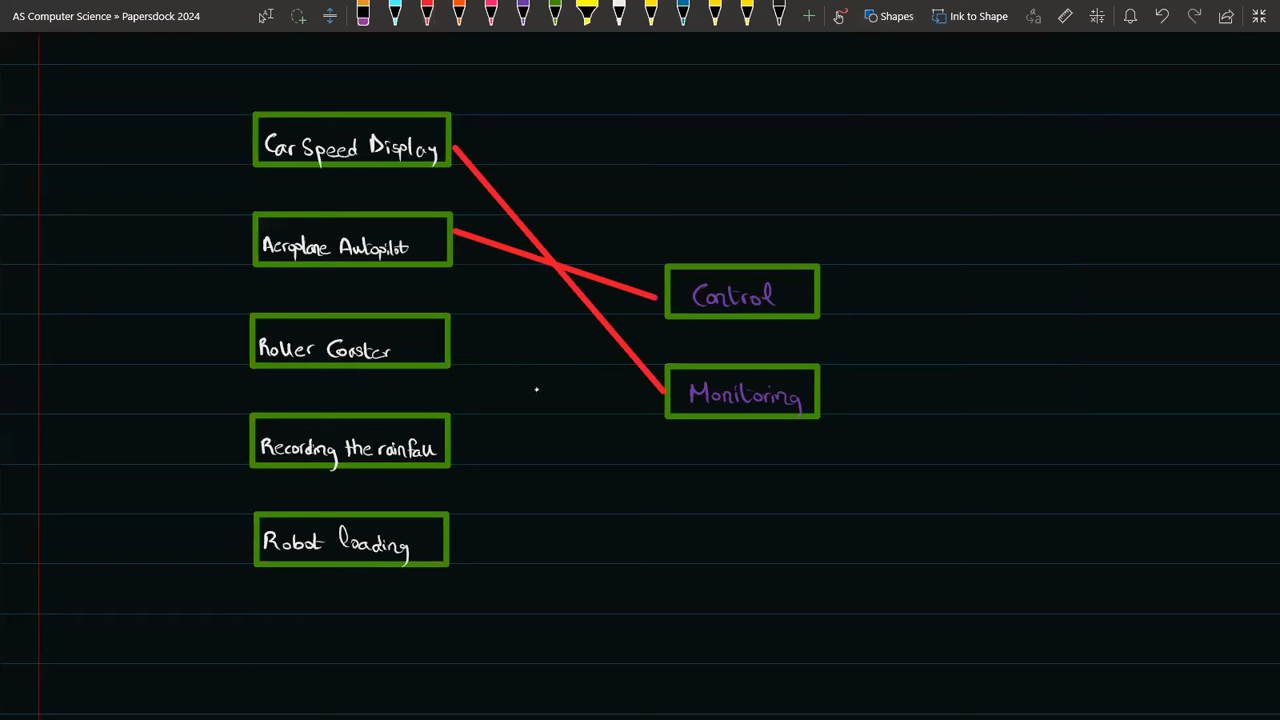 AS Computer Science » Papersdock 2024
Shapes
Ink to Shape
Car Speed Display
Aeroplane Autopilot
Control
Roller Coaster
Monitoring
Recording the rainfall
Robot loading